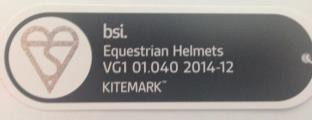 bsi.
Equestrian Helmets
VG1 01.040 2014-12
KITEMARK™